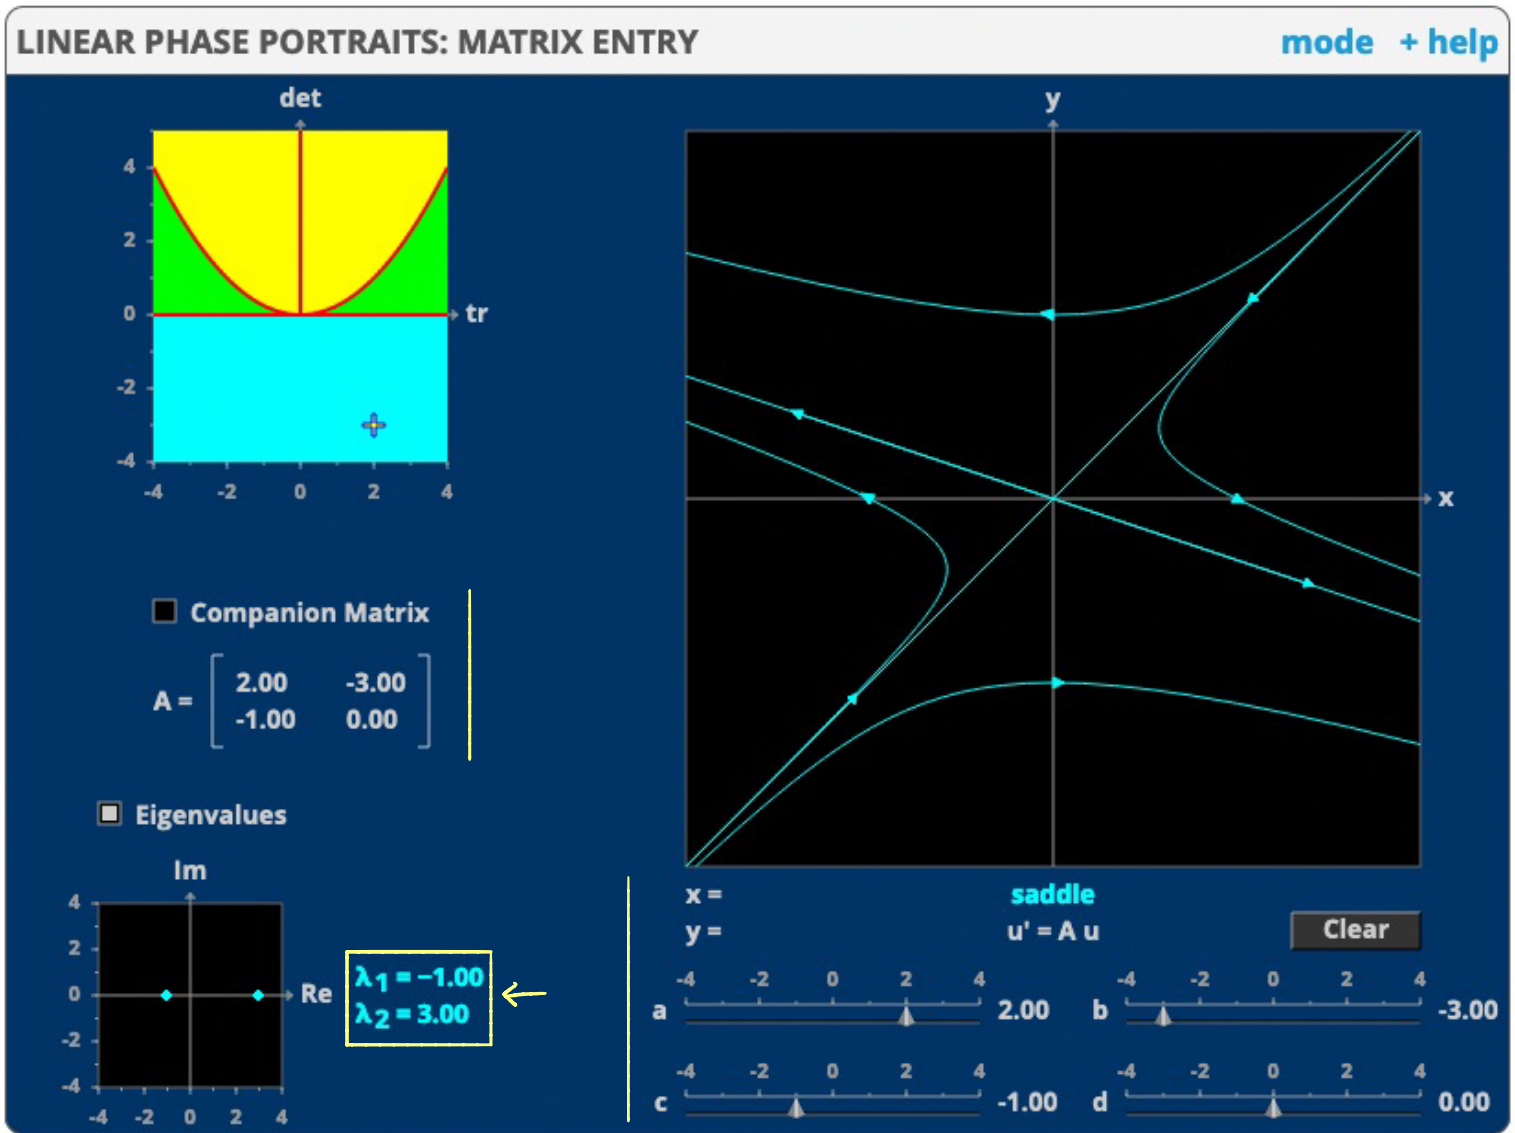 LINEAR PHASE PORTRAITS: MATRIX ENTRY mode + help
det
4
2
0
-2
-4
tr
-4 -2 0 2 4
y
x
Companion Matrix
A =
2.00 -3.00
-1.00 0.00
Eigenvalues
Im
4
2
0
-2
-4
Re
-4 -2 0 2 4
λ1 = −1.00
λ2 = 3.00
x = saddle
y = u' = A u
Clear
-4 -2 0 2 4
a 2.00
-4 -2 0 2 4
b -3.00
-4 -2 0 2 4
c -1.00
-4 -2 0 2 4
d 0.00